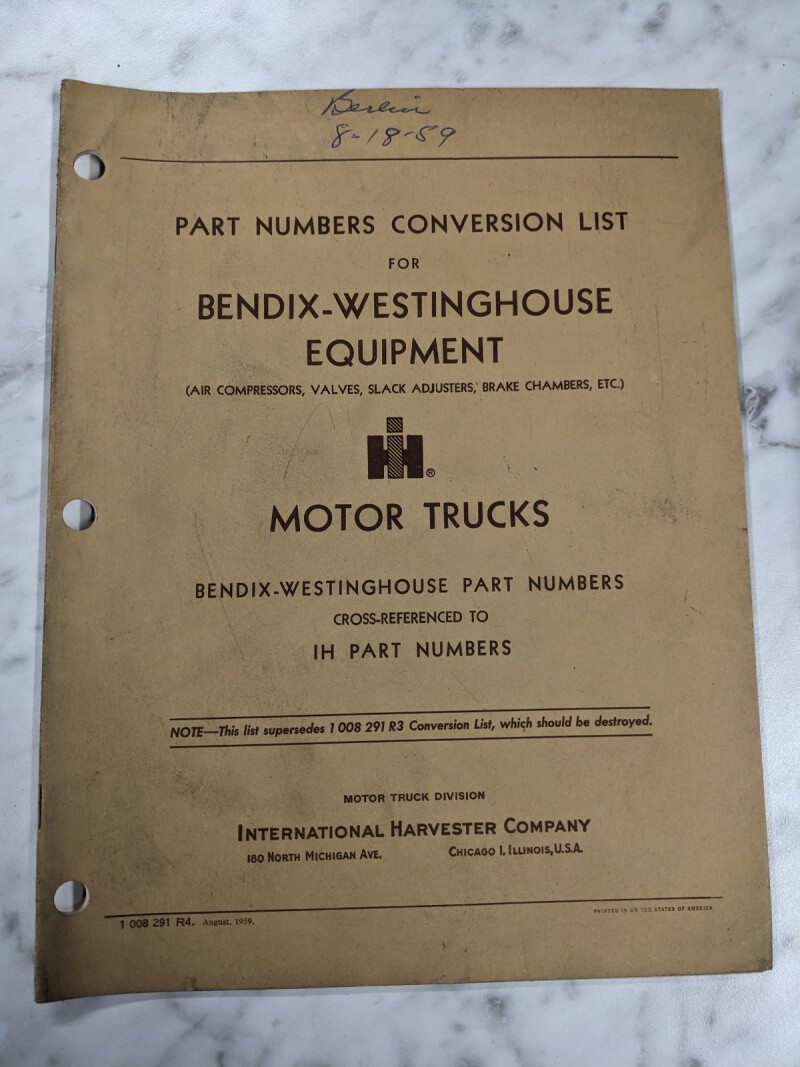 Berlin
8-18-59
PART NUMBERS CONVERSION LIST
FOR
BENDIX-WESTINGHOUSE
EQUIPMENT
(AIR COMPRESSORS, VALVES, SLACK ADJUSTERS, BRAKE CHAMBERS, ETC.)
IH®
MOTOR TRUCKS
BENDIX-WESTINGHOUSE PART NUMBERS
CROSS-REFERENCED TO
IH PART NUMBERS
NOTE—This list supersedes 1 008 291 R3 Conversion List, which should be destroyed.
MOTOR TRUCK DIVISION
INTERNATIONAL HARVESTER COMPANY
180 NORTH MICHIGAN AVE. CHICAGO 1, ILLINOIS, U.S.A.
1 008 291 R4. August, 1959.
PRINTED IN UNITED STATES OF AMERICA